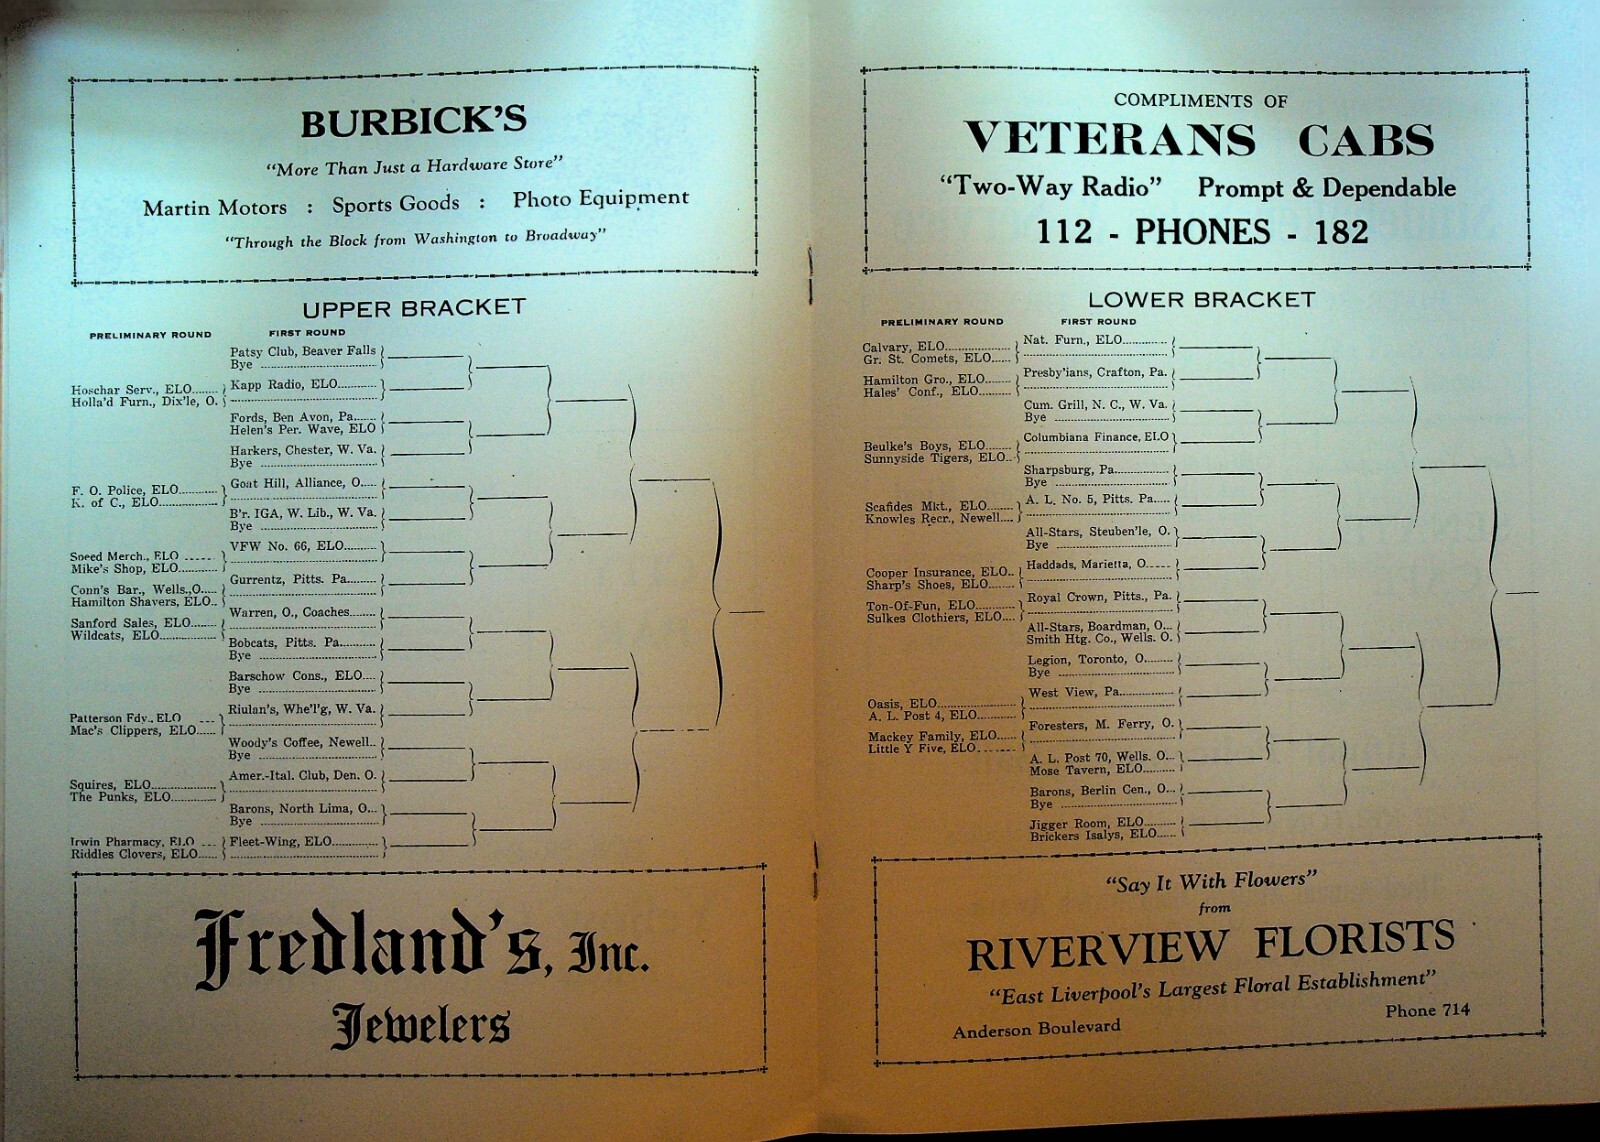 BURBICK'S
"More Than Just a Hardware Store"
Martin Motors : Sports Goods : Photo Equipment
"Through the Block from Washington to Broadway"
UPPER BRACKET
PRELIMINARY ROUND
FIRST ROUND
Patsy Club, Beaver Falls
Bye
Hoschar Serv., ELO
Holla'd Furn., Dix'le, O.
Kapp Radio, ELO
Fords, Ben Avon, Pa.
Helen's Per. Wave, ELO
Harkers, Chester, W. Va.
Bye
F. O. Police, ELO
K. of C., ELO
Goat Hill, Alliance, O.
B'r. IGA, W. Lib., W. Va.
Bye
Speed Merch., ELO
Mike's Shop, ELO
VFW No. 66, ELO
Conn's Bar., Wells.,O.
Hamilton Shavers, ELO
Gurrentz, Pitts. Pa.
Sanford Sales, ELO
Wildcats, ELO
Warren, O., Coaches
Bobcats, Pitts. Pa.
Bye
Barschow Cons., ELO
Bye
Patterson Fdy., ELO
Mac's Clippers, ELO
Riulan's, Whe'l'g, W. Va.
Woody's Coffee, Newell
Bye
Squires, ELO
The Punks, ELO
Amer.-Ital. Club, Den. O.
Barons, North Lima, O.
Bye
Irwin Pharmacy, ELO
Riddles Clovers, ELO
Fleet-Wing, ELO
Fredland's, Inc.
Jewelers
COMPLIMENTS OF
VETERANS CABS
"Two-Way Radio" Prompt & Dependable
112 - PHONES - 182
LOWER BRACKET
PRELIMINARY ROUND
FIRST ROUND
Calvary, ELO
Gr. St. Comets, ELO
Nat. Furn., ELO
Hamilton Gro., ELO
Hales' Conf., ELO
Presby'ians, Crafton, Pa.
Cum. Grill, N. C., W. Va.
Bye
Beulke's Boys, ELO
Sunnyside Tigers, ELO
Columbiana Finance, ELO
Sharpsburg, Pa.
Bye
Scafides Mkt., ELO
Knowles Recr., Newell
A. L. No. 5, Pitts. Pa.
All-Stars, Steuben'le, O.
Bye
Cooper Insurance, ELO
Sharp's Shoes, ELO
Haddads, Marietta, O.
Ton-Of-Fun, ELO
Sulkes Clothiers, ELO
Royal Crown, Pitts., Pa.
All-Stars, Boardman, O.
Smith Htg. Co., Wells. O.
Legion, Toronto, O.
Bye
Oasis, ELO
A. L. Post 4, ELO
West View, Pa.
Mackey Family, ELO
Little Y Five, ELO
Foresters, M. Ferry, O.
A. L. Post 70, Wells. O.
Mose Tavern, ELO
Barons, Berlin Cen., O.
Bye
Jigger Room, ELO
Brickers Isalys, ELO
"Say It With Flowers"
from
RIVERVIEW FLORISTS
"East Liverpool's Largest Floral Establishment"
Anderson Boulevard
Phone 714